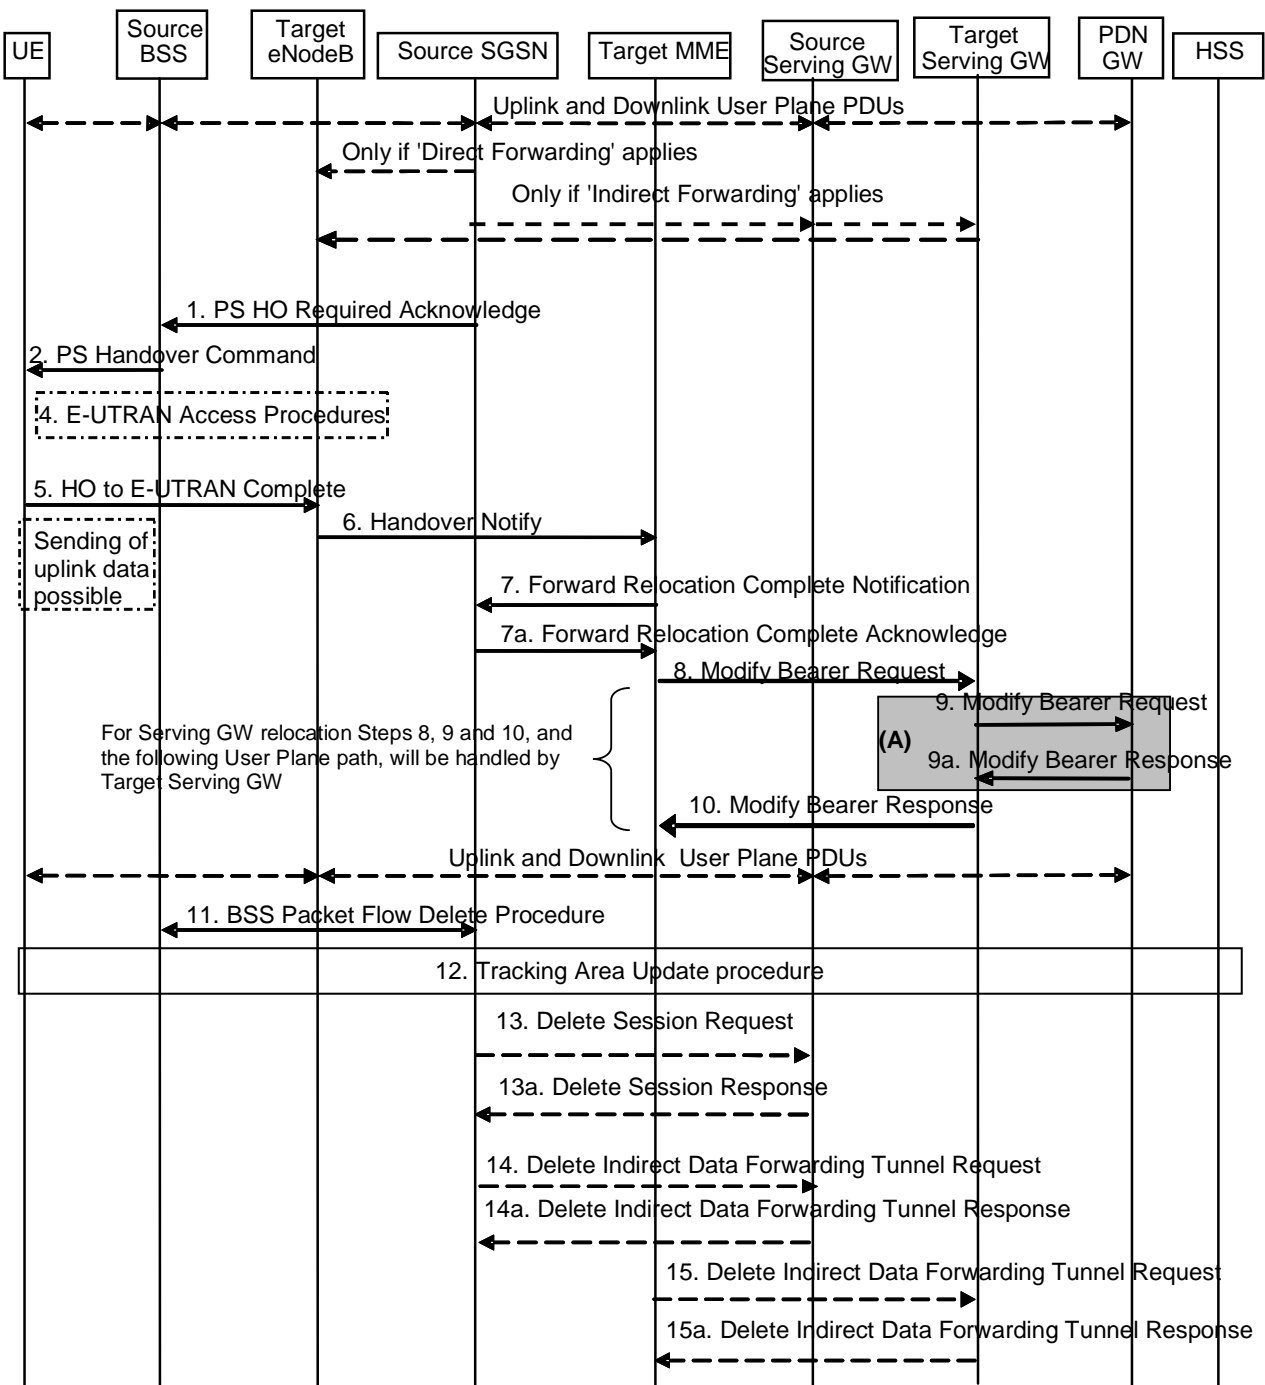 UE
Source
BSS
Target
eNodeB
Source SGSN
Target MME
Source
Serving GW
Target
Serving GW
PDN
GW
HSS
Uplink and Downlink User Plane PDUs
Only if 'Direct Forwarding' applies
Only if 'Indirect Forwarding' applies
1. PS HO Required Acknowledge
2. PS Handover Command
4. E-UTRAN Access Procedures
5. HO to E-UTRAN Complete
6. Handover Notify
Sending of
uplink data
possible
7. Forward Relocation Complete Notification
7a. Forward Relocation Complete Acknowledge
8. Modify Bearer Request
9. Modify Bearer Request
(A)
9a. Modify Bearer Response
For Serving GW relocation Steps 8, 9 and 10, and
the following User Plane path, will be handled by
Target Serving GW
10. Modify Bearer Response
Uplink and Downlink User Plane PDUs
11. BSS Packet Flow Delete Procedure
12. Tracking Area Update procedure
13. Delete Session Request
13a. Delete Session Response
14. Delete Indirect Data Forwarding Tunnel Request
14a. Delete Indirect Data Forwarding Tunnel Response
15. Delete Indirect Data Forwarding Tunnel Request
15a. Delete Indirect Data Forwarding Tunnel Response